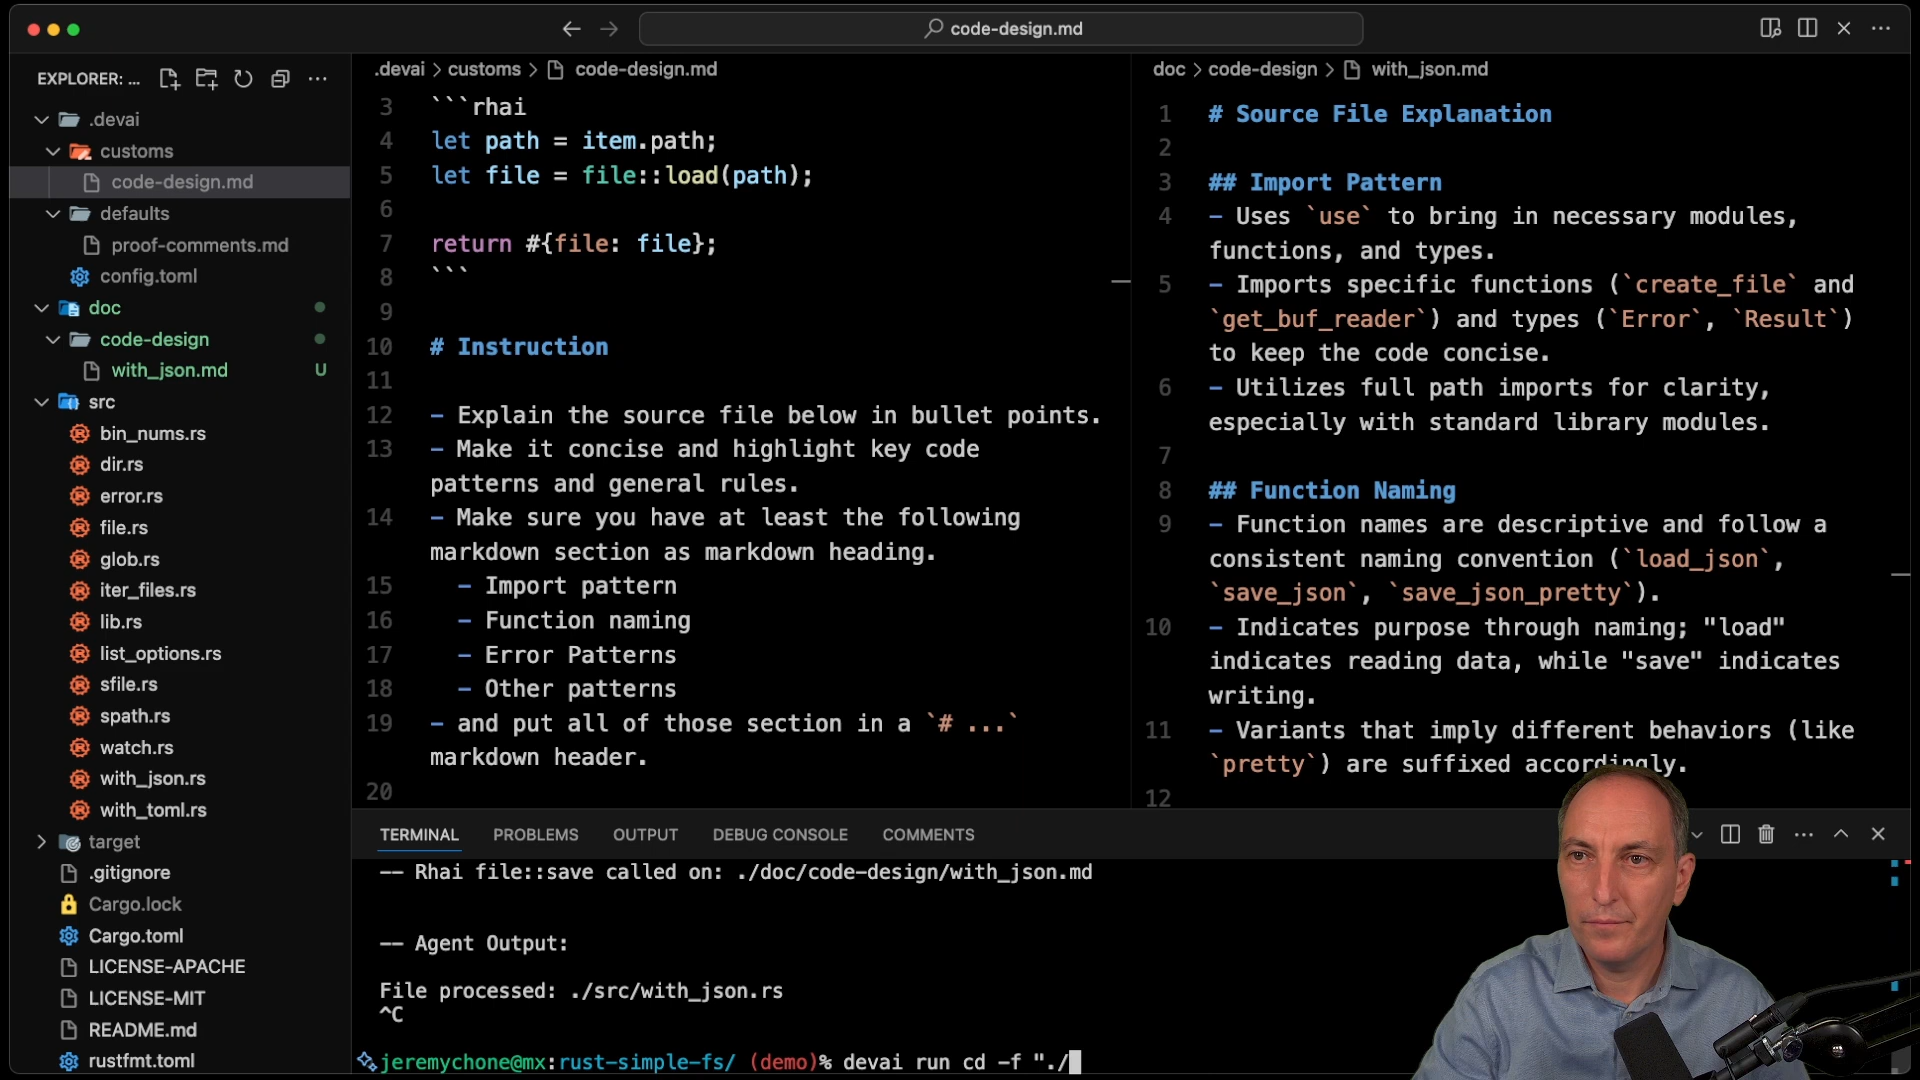 code-design.md
EXPLORER: ...
.devai
customs
code-design.md
defaults
proof-comments.md
config.toml
doc
code-design
with_json.md U
src
bin_nums.rs
dir.rs
error.rs
file.rs
glob.rs
iter_files.rs
lib.rs
list_options.rs
sfile.rs
spath.rs
watch.rs
with_json.rs
with_toml.rs
target
.gitignore
Cargo.lock
Cargo.toml
LICENSE-APACHE
LICENSE-MIT
README.md
rustfmt.toml
.devai > customs > code-design.md
3 ```rhai
4 let path = item.path;
5 let file = file::load(path);
6
7 return #{file: file};
8 ```
9
10 # Instruction
11
12 - Explain the source file below in bullet points.
13 - Make it concise and highlight key code
patterns and general rules.
14 - Make sure you have at least the following
markdown section as markdown heading.
15 - Import pattern
16 - Function naming
17 - Error Patterns
18 - Other patterns
19 - and put all of those section in a `# ...`
markdown header.
20
doc > code-design > with_json.md
1 # Source File Explanation
2
3 ## Import Pattern
4 - Uses `use` to bring in necessary modules,
functions, and types.
5 - Imports specific functions (`create_file` and
`get_buf_reader`) and types (`Error`, `Result`)
to keep the code concise.
6 - Utilizes full path imports for clarity,
especially with standard library modules.
7
8 ## Function Naming
9 - Function names are descriptive and follow a
consistent naming convention (`load_json`,
`save_json`, `save_json_pretty`).
10 - Indicates purpose through naming; "load"
indicates reading data, while "save" indicates
writing.
11 - Variants that imply different behaviors (like
`pretty`) are suffixed accordingly.
12
TERMINAL PROBLEMS OUTPUT DEBUG CONSOLE COMMENTS
-- Rhai file::save called on: ./doc/code-design/with_json.md
-- Agent Output:
File processed: ./src/with_json.rs
^C
jeremychone@mx:rust-simple-fs/ (demo)% devai run cd -f "./